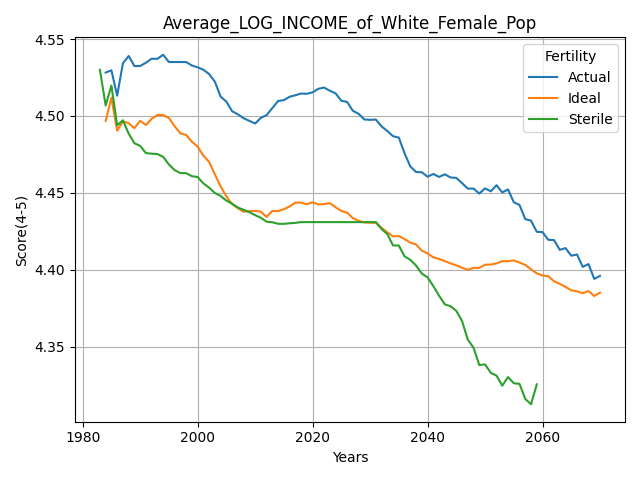 Average_LOG_INCOME_of_White_Female_Pop
Score(4-5)
4.55
4.50
4.45
4.40
4.35
Fertility
Actual
Ideal
Sterile
1980
2000
2020
2040
2060
Years